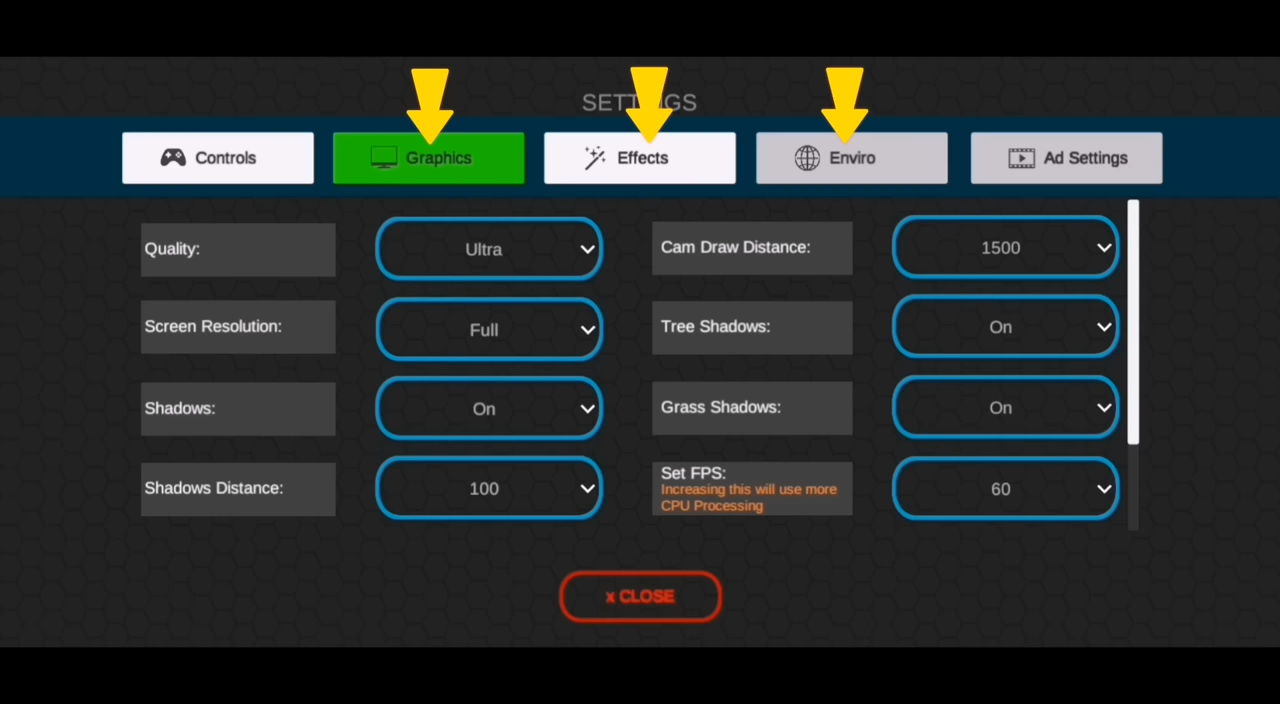 SETTINGS
Controls
Graphics
Effects
Enviro
Ad Settings
Quality:
Ultra
Cam Draw Distance:
1500
Screen Resolution:
Full
Tree Shadows:
On
Shadows:
On
Grass Shadows:
On
Shadows Distance:
100
Set FPS:
Increasing this will use more
CPU Processing
60
x CLOSE